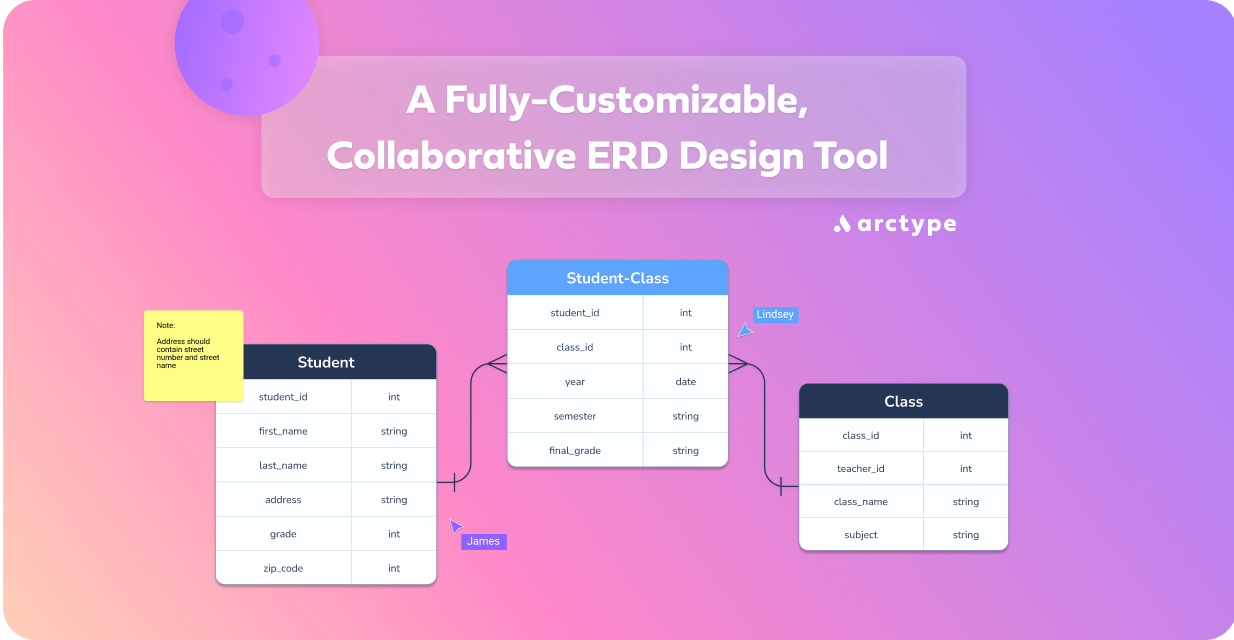 A Fully-Customizable,
Collaborative ERD Design Tool
arctype
Student-Class
student_id int
class_id int
year date
semester string
final_grade string
Lindsey
Note:
Address should
contain street
number and street
name
Student
student_id int
first_name string
last_name string
address string
grade int
zip_code int
James
Class
class_id int
teacher_id int
class_name string
subject string